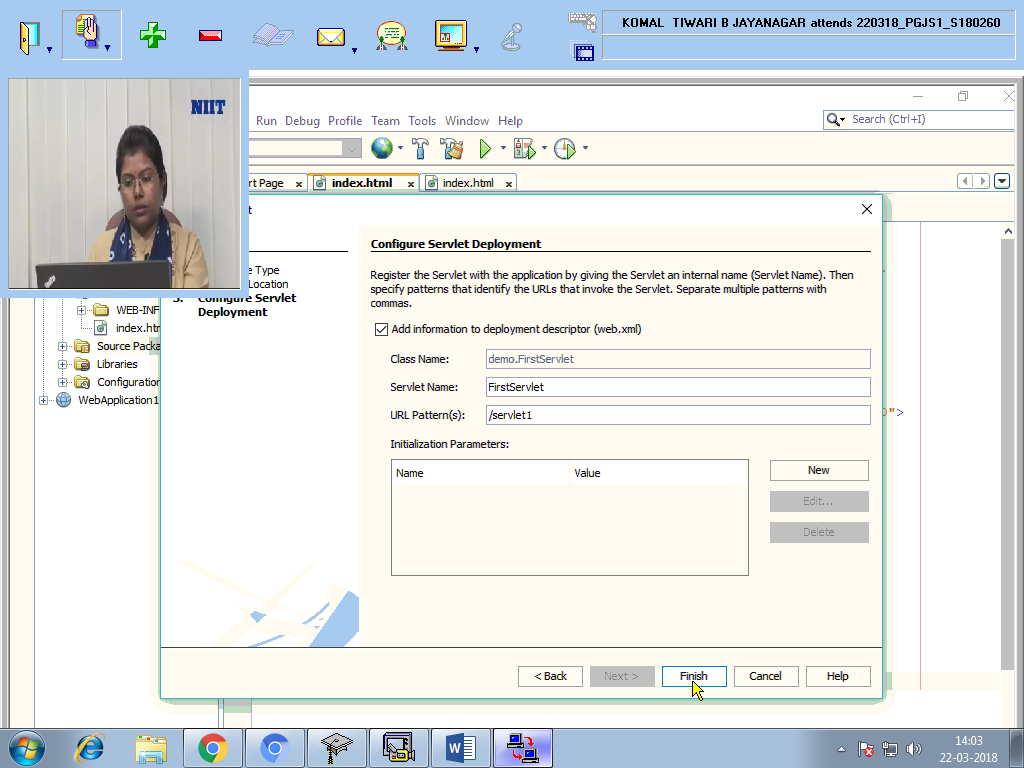 KOMAL TIWARI B JAYANAGAR attends 220318_PGJS1_S180260
NIIT
Run Debug Profile Team Tools Window Help
Search (Ctrl+I)
rt Page x
index.html x
index.html x
Configure Servlet Deployment
Register the Servlet with the application by giving the Servlet an internal name (Servlet Name). Then
specify patterns that identify the URLs that invoke the Servlet. Separate multiple patterns with
commas.
Add information to deployment descriptor (web.xml)
Class Name: demo.FirstServlet
Servlet Name: FirstServlet
URL Pattern(s): /servlet1
Initialization Parameters:
Name Value
New
Edit...
Delete
e Type
Location
Configure Servlet
Deployment
WEB-INF
index.htm
Source Packa
Libraries
Configuration
WebApplication1
">
< Back Next > Finish Cancel Help
14:03
22-03-2018